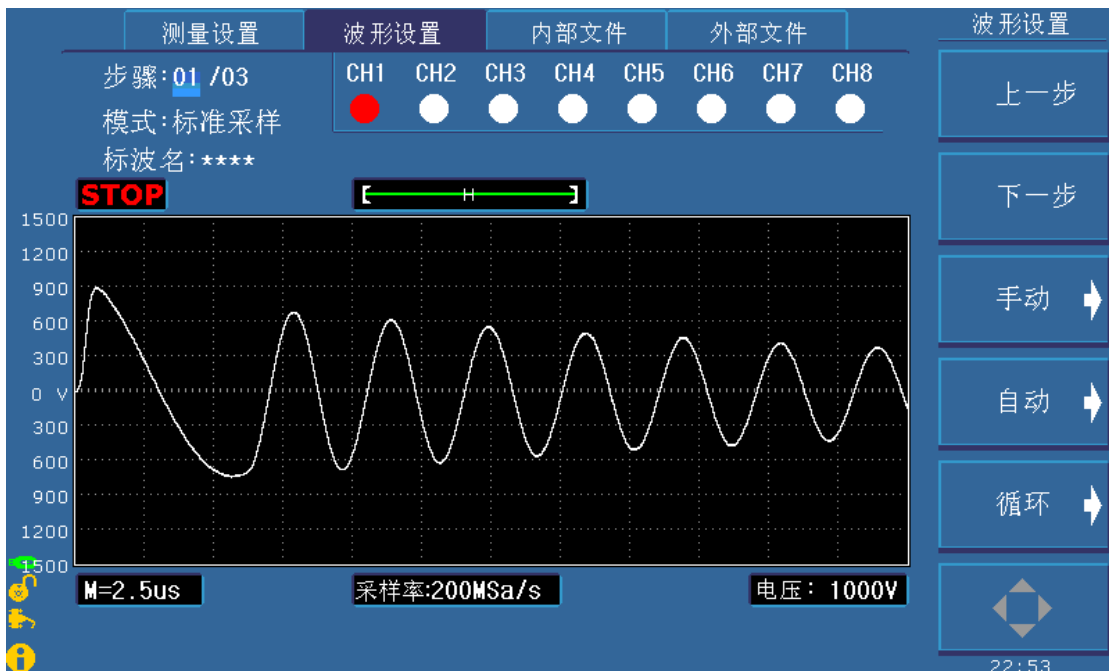 测量设置 波形设置 内部文件 外部文件 波形设置
步骤:01 /03
模式:标准采样
标波名:****
CH1 CH2 CH3 CH4 CH5 CH6 CH7 CH8
STOP
H
1500
1200
900
600
300
0 V
300
600
900
1200
1500
M=2.5us 采样率:200MSa/s 电压: 1000V
上一步
下一步
手动
自动
循环
22:53